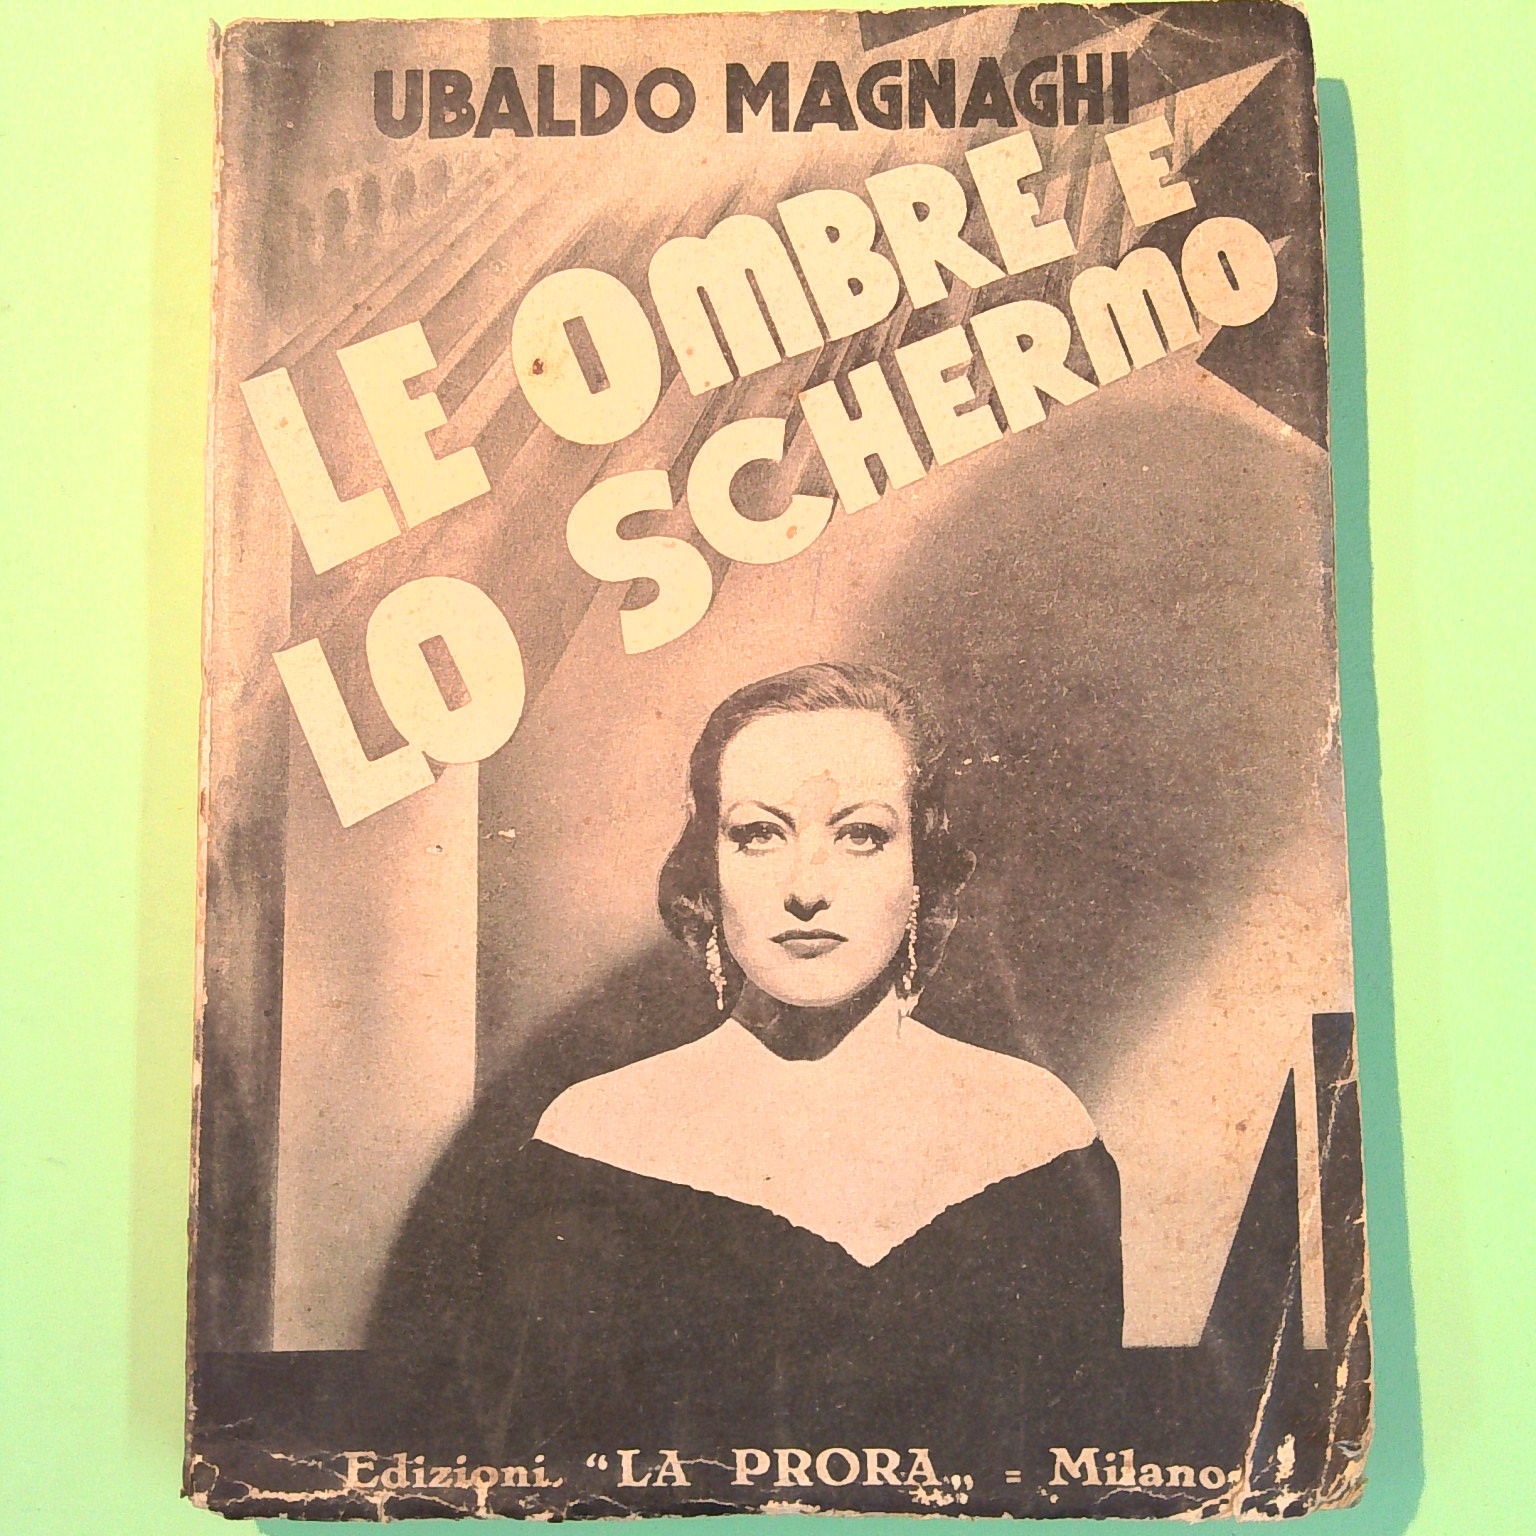 UBALDO MAGNAGHI
LE OMBRE E
LO SCHERMO
Edizioni "LA PRORA„ = Milano